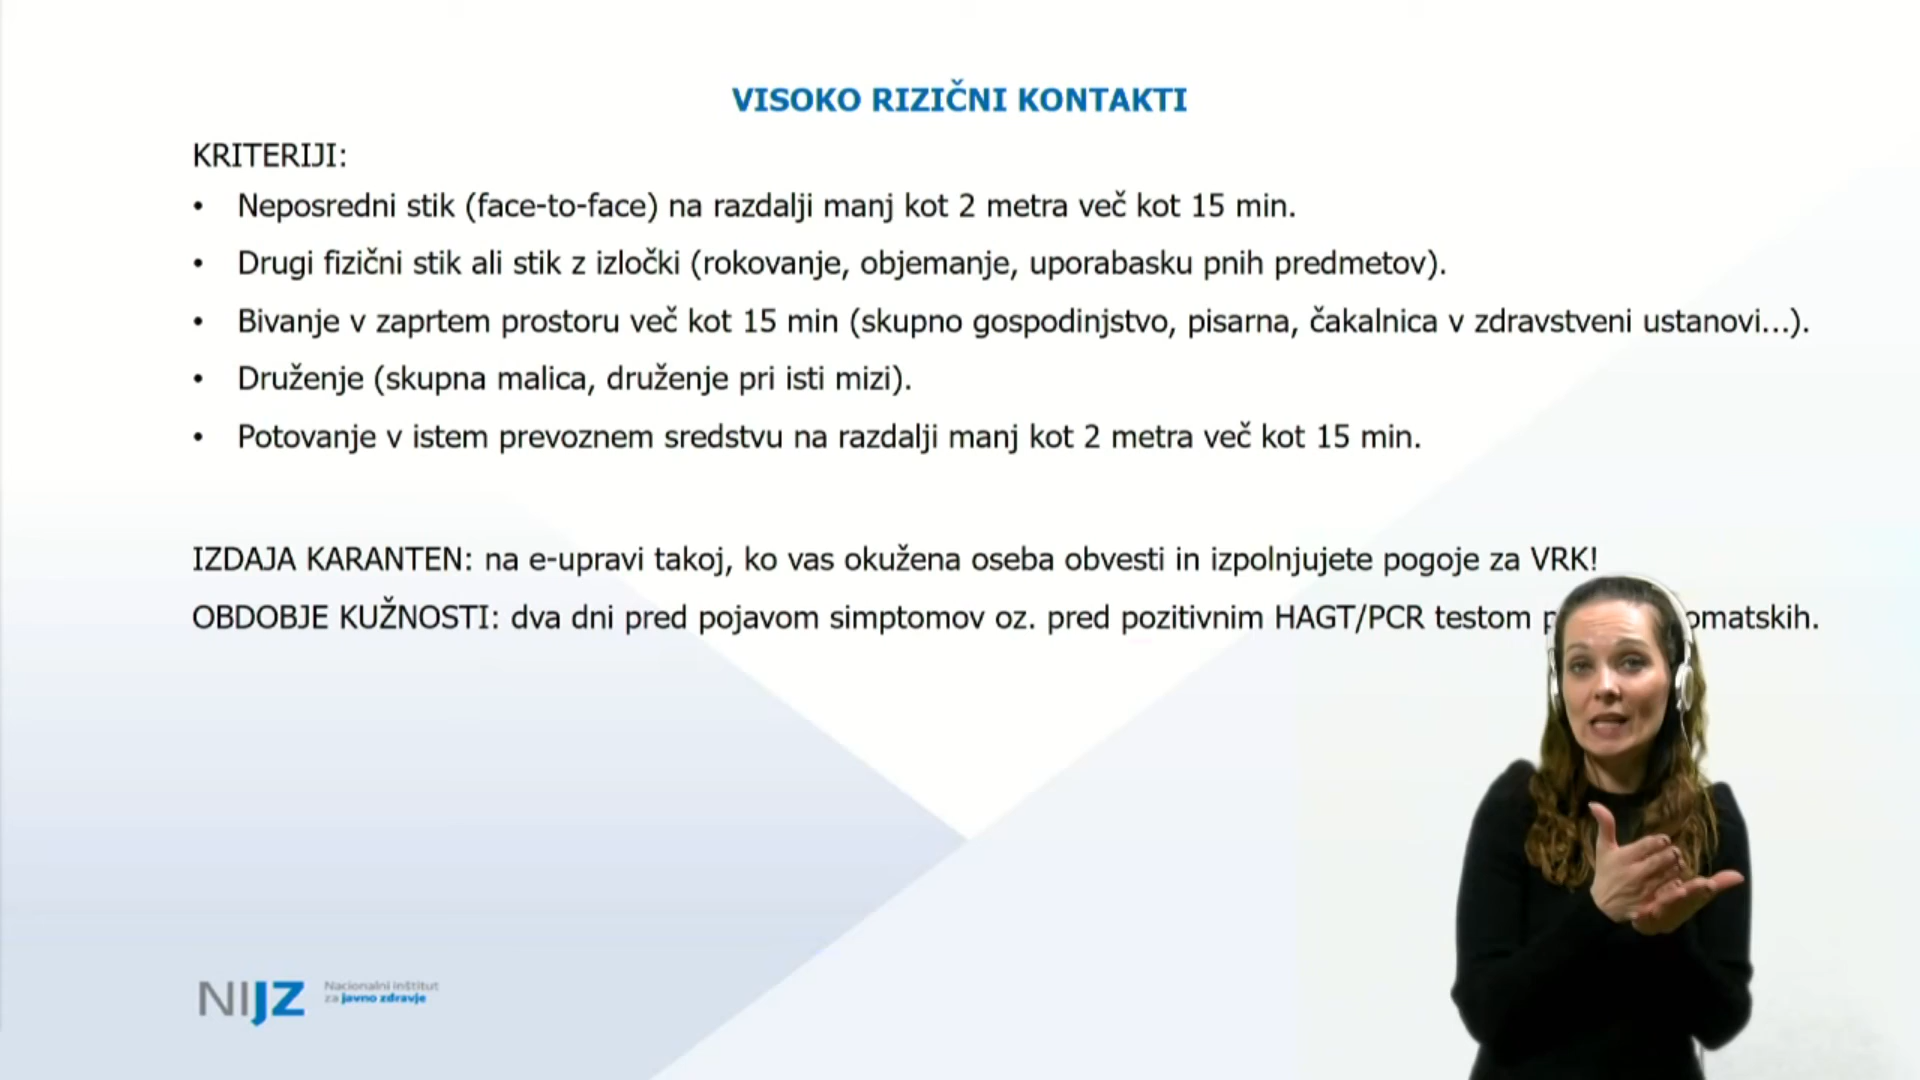 VISOKO RIZIČNI KONTAKTI
KRITERIJI:
• Neposredni stik (face-to-face) na razdalji manj kot 2 metra več kot 15 min.
• Drugi fizični stik ali stik z izločki (rokovanje, objemanje, uporabasku pnih predmetov).
• Bivanje v zaprtem prostoru več kot 15 min (skupno gospodinjstvo, pisarna, čakalnica v zdravstveni ustanovi...).
• Druženje (skupna malica, druženje pri isti mizi).
• Potovanje v istem prevoznem sredstvu na razdalji manj kot 2 metra več kot 15 min.
IZDAJA KARANTEN: na e-upravi takoj, ko vas okužena oseba obvesti in izpolnjujete pogoje za VRK!
OBDOBJE KUŽNOSTI: dva dni pred pojavom simptomov oz. pred pozitivnim HAGT/PCR testom
NIJZ
Nacionalni inštitut
za javno zdravje